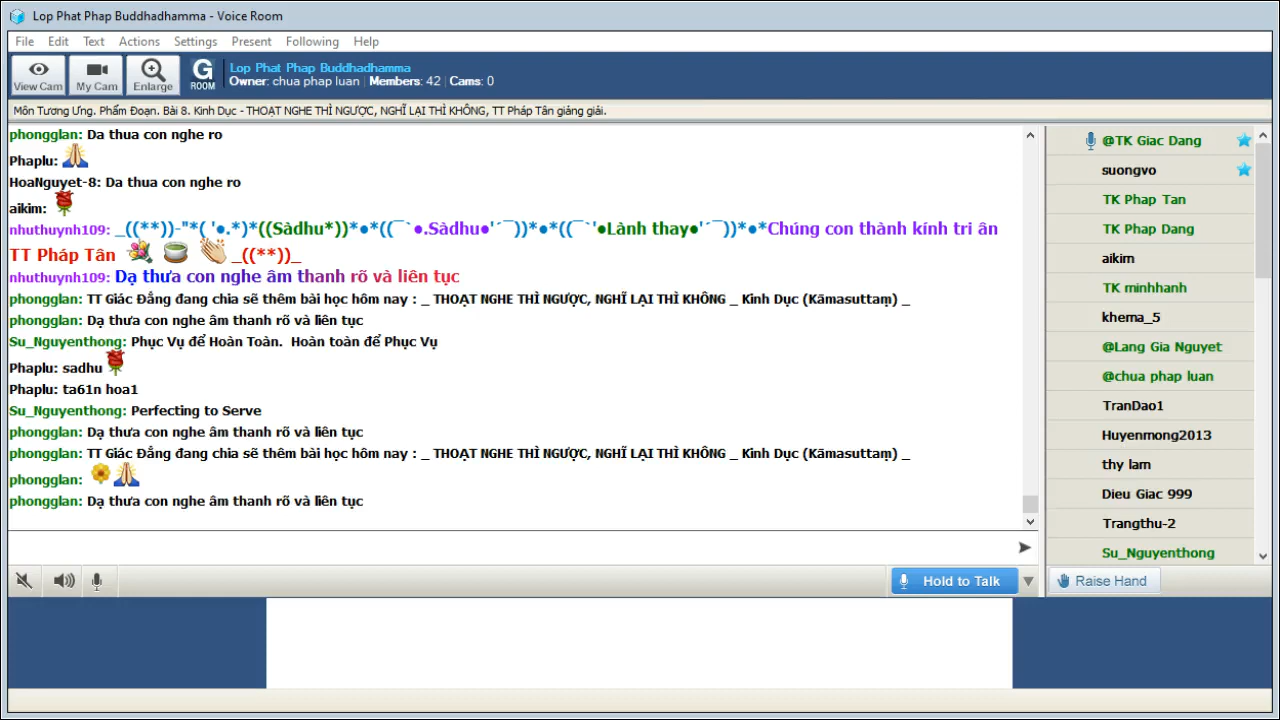 Lop Phat Phap Buddhadhamma - Voice Room
File Edit Text Actions Settings Present Following Help
View Cam My Cam Enlarge G ROOM
Lop Phat Phap Buddhadhamma
Owner: chua phap luan Members: 42 Cams: 0
Môn Tương Ưng. Phẩm Đoạn. Bài 8. Kinh Dục - THOẠT NGHE THÌ NGƯỢC, NGHĨ LẠI THÌ KHÔNG, TT Pháp Tân giảng giải.
phongglan: Da thua con nghe ro
Phaplu:
HoaNguyet-8: Da thua con nghe ro
aikim:
nhuthuynh109: _((**))-"*( '●.*)*((Sàdhu*))*●*((¯`●.Sàdhu●'´¯))*●*((¯`'●Lành thay●'´¯))*●*Chúng con thành kính tri ân
TT Pháp Tân _((**))_
nhuthuynh109: Dạ thưa con nghe âm thanh rõ và liên tục
phongglan: TT Giác Đẳng đang chia sẽ thêm bài học hôm nay : _ THOẠT NGHE THÌ NGƯỢC, NGHĨ LẠI THÌ KHÔNG _ Kinh Dục (Kāmasuttaṃ) _
phongglan: Dạ thưa con nghe âm thanh rõ và liên tục
Su_Nguyenthong: Phục Vụ để Hoàn Toàn. Hoàn toàn để Phục Vụ
Phaplu: sadhu
Phaplu: ta61n hoa1
Su_Nguyenthong: Perfecting to Serve
phongglan: Dạ thưa con nghe âm thanh rõ và liên tục
phongglan: TT Giác Đẳng đang chia sẽ thêm bài học hôm nay : _ THOẠT NGHE THÌ NGƯỢC, NGHĨ LẠI THÌ KHÔNG _ Kinh Dục (Kāmasuttaṃ) _
phongglan:
phongglan: Dạ thưa con nghe âm thanh rõ và liên tục
Hold to Talk
@TK Giac Dang
suongvo
TK Phap Tan
TK Phap Dang
aikim
TK minhhanh
khema_5
@Lang Gia Nguyet
@chua phap luan
TranDao1
Huyenmong2013
thy lam
Dieu Giac 999
Trangthu-2
Su_Nguyenthong
Raise Hand